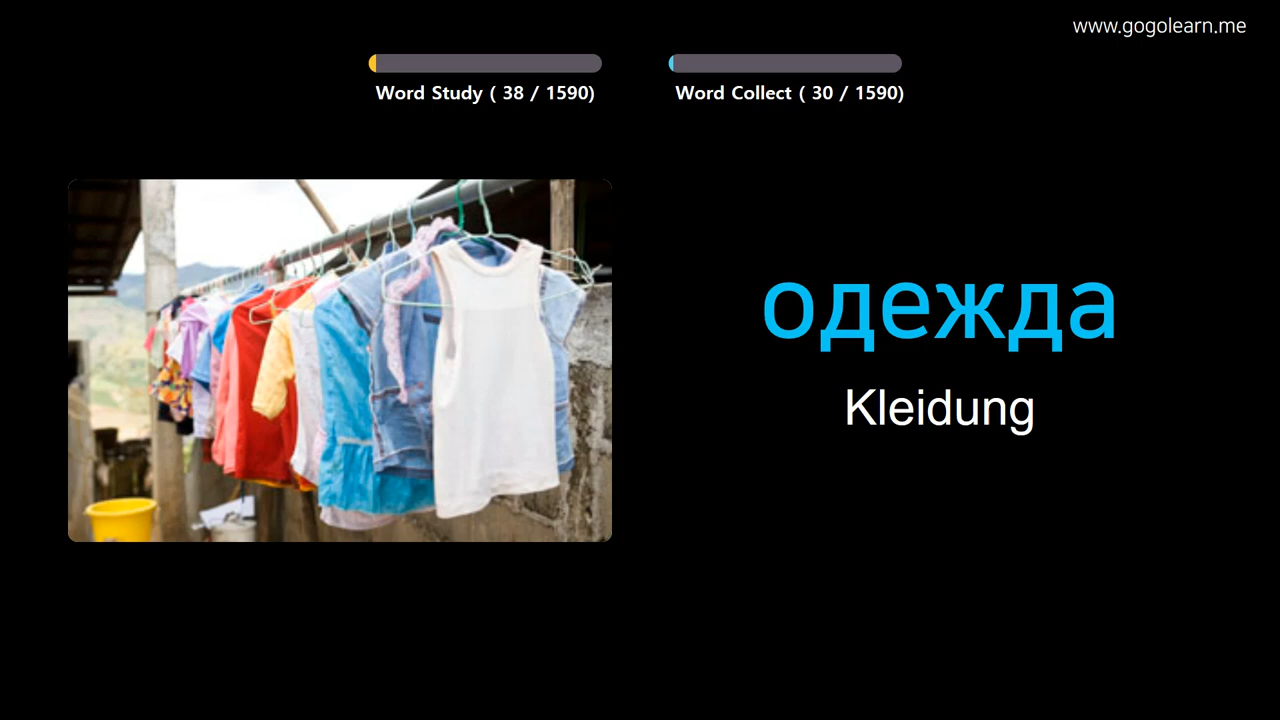 www.gogolearn.me
Word Study ( 38 / 1590)
Word Collect ( 30 / 1590)
одежда
Kleidung